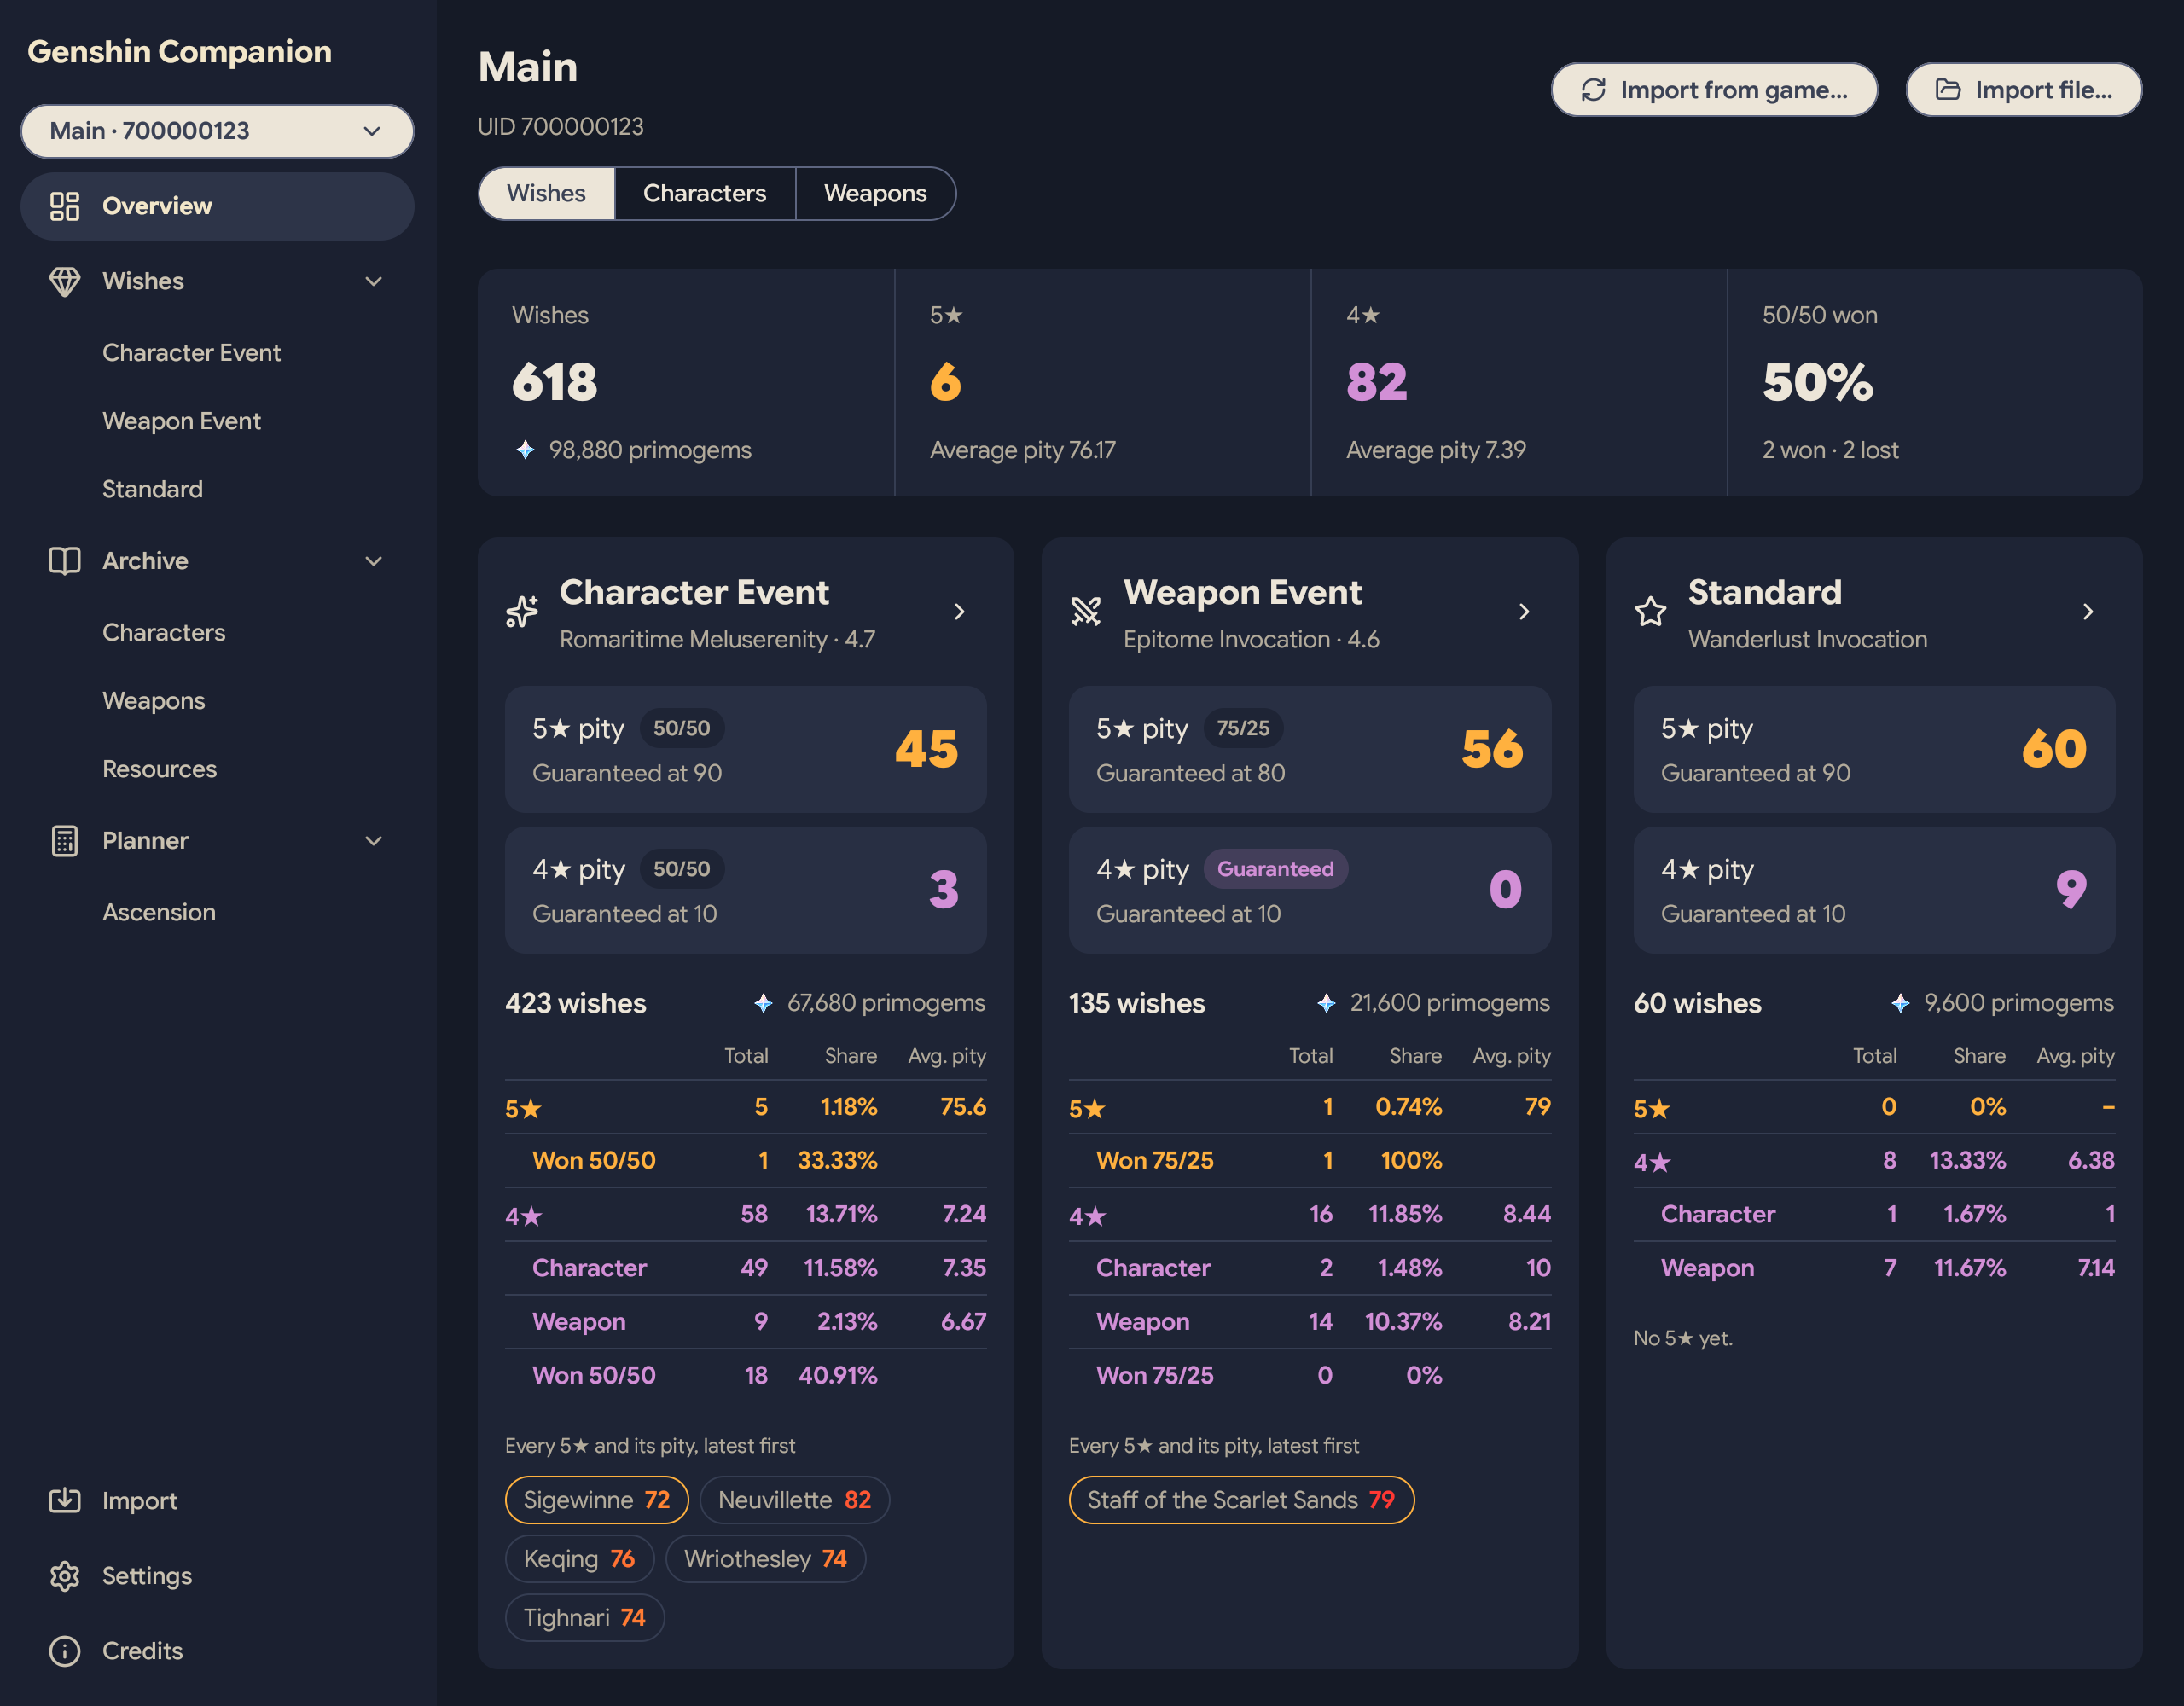 Genshin Companion
Main · 700000123
Overview
Wishes
Character Event
Weapon Event
Standard
Archive
Characters
Weapons
Resources
Planner
Ascension
Import
Settings
Credits
Main
UID 700000123
Import from game...
Import file...
Wishes Characters Weapons
Wishes
618
98,880 primogems
5★
6
Average pity 76.17
4★
82
Average pity 7.39
50/50 won
50%
2 won · 2 lost
Character Event
Romaritime Meluserenity · 4.7
5★ pity 50/50
Guaranteed at 90
45
4★ pity 50/50
Guaranteed at 10
3
423 wishes 67,680 primogems
Total Share Avg. pity
5★ 5 1.18% 75.6
Won 50/50 1 33.33%
4★ 58 13.71% 7.24
Character 49 11.58% 7.35
Weapon 9 2.13% 6.67
Won 50/50 18 40.91%
Every 5★ and its pity, latest first
Sigewinne 72 Neuvillette 82
Keqing 76 Wriothesley 74
Tighnari 74
Weapon Event
Epitome Invocation · 4.6
5★ pity 75/25
Guaranteed at 80
56
4★ pity Guaranteed
Guaranteed at 10
0
135 wishes 21,600 primogems
Total Share Avg. pity
5★ 1 0.74% 79
Won 75/25 1 100%
4★ 16 11.85% 8.44
Character 2 1.48% 10
Weapon 14 10.37% 8.21
Won 75/25 0 0%
Every 5★ and its pity, latest first
Staff of the Scarlet Sands 79
Standard
Wanderlust Invocation
5★ pity
Guaranteed at 90
60
4★ pity
Guaranteed at 10
9
60 wishes 9,600 primogems
Total Share Avg. pity
5★ 0 0% –
4★ 8 13.33% 6.38
Character 1 1.67% 1
Weapon 7 11.67% 7.14
No 5★ yet.